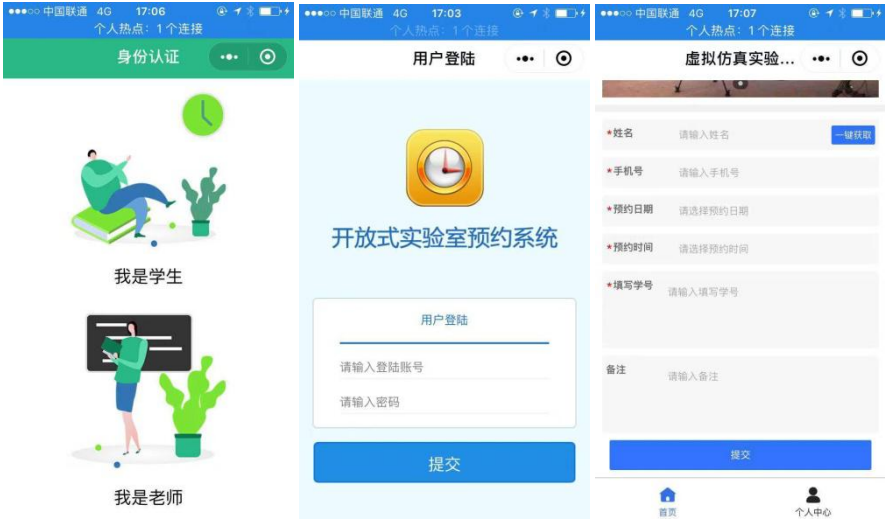 中国联通 4G 17:06
个人热点：1个连接
身份认证
我是学生
我是老师
中国联通 4G 17:03
个人热点：1个连接
用户登陆
开放式实验室预约系统
用户登陆
请输入登陆账号
请输入密码
提交
中国联通 4G 17:07
个人热点：1个连接
虚拟仿真实验...
*姓名 请输入姓名 一键获取
*手机号 请输入手机号
*预约日期 请选择预约日期
*预约时间 请选择预约时间
*填写学号 请输入填写学号
备注 请输入备注
提交
首页 个人中心